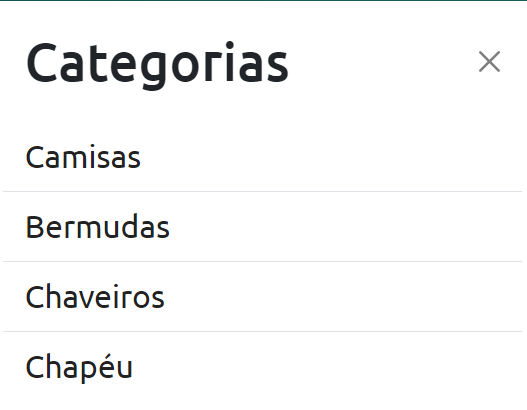 Categorias
Camisas
Bermudas
Chaveiros
Chapéu